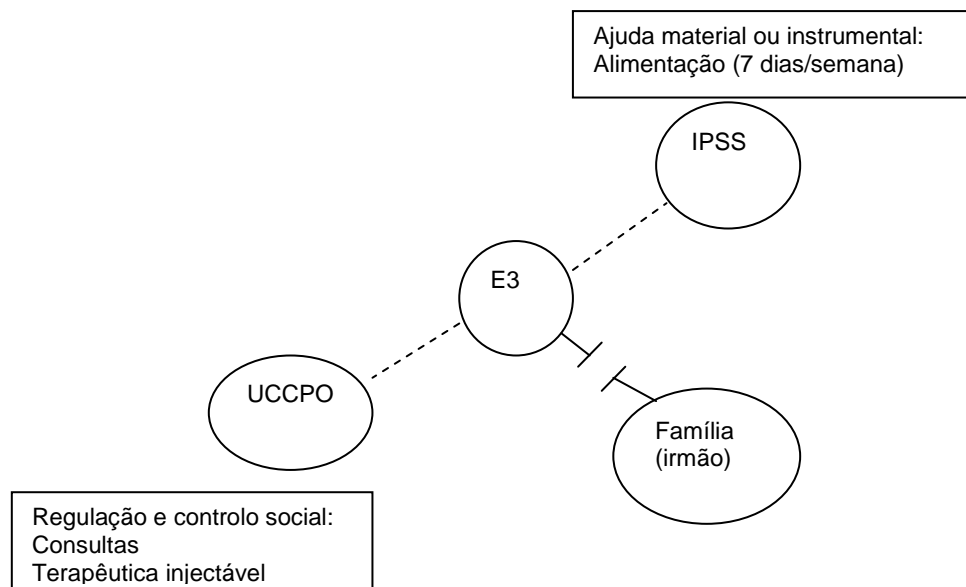 Ajuda material ou instrumental:
Alimentação (7 dias/semana)
IPSS
E3
UCCPO
Família
(irmão)
Regulação e controlo social:
Consultas
Terapêutica injectável